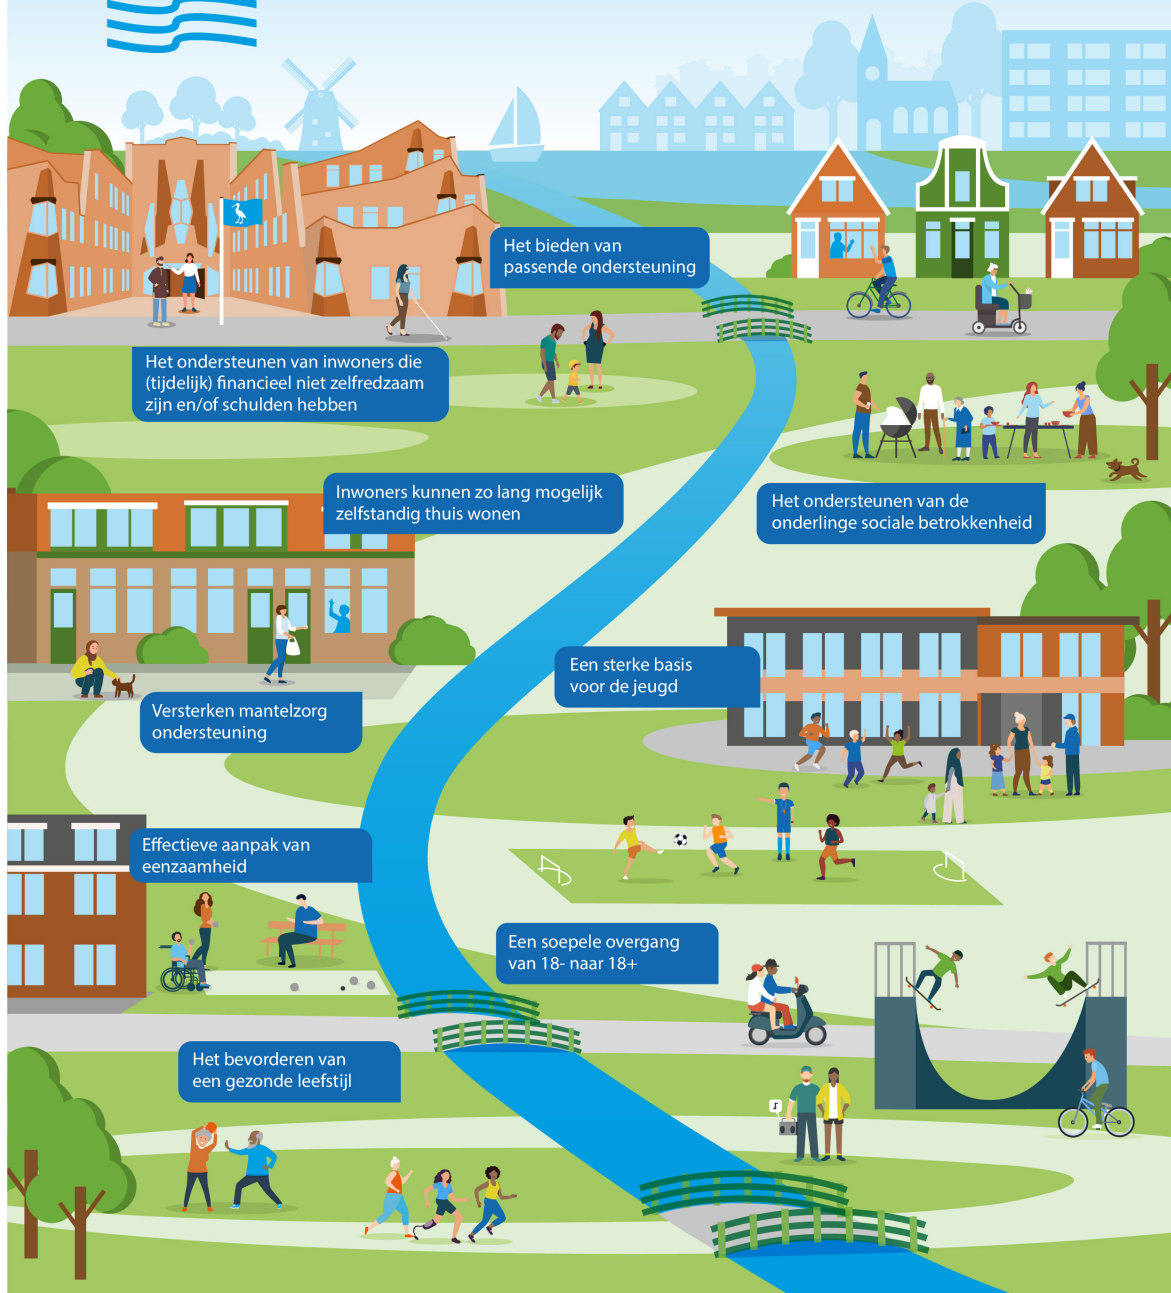 Het bieden van
passende ondersteuning
Het ondersteunen van inwoners die
(tijdelijk) financieel niet zelfredzaam
zijn en/of schulden hebben
Inwoners kunnen zo lang mogelijk
zelfstandig thuis wonen
Het ondersteunen van de
onderlinge sociale betrokkenheid
Een sterke basis
voor de jeugd
Versterken mantelzorg
ondersteuning
Effectieve aanpak van
eenzaamheid
Een soepele overgang
van 18- naar 18+
Het bevorderen van
een gezonde leefstijl